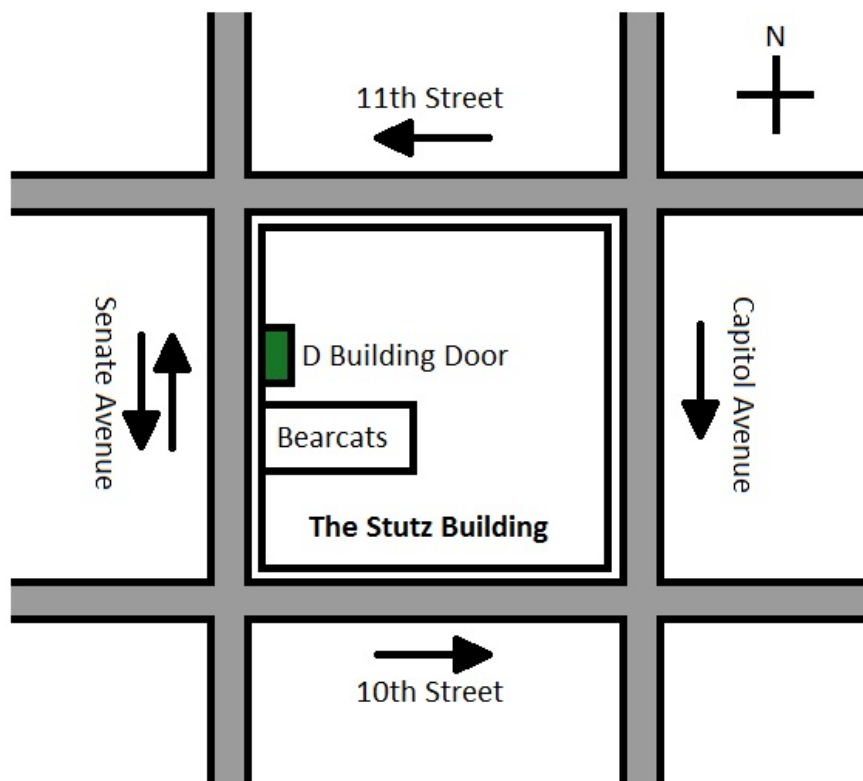 N
11th Street
Senate Avenue
Capitol Avenue
D Building Door
Bearcats
The Stutz Building
10th Street